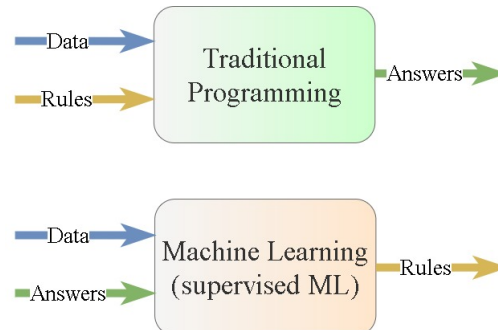 Data
Rules
Traditional
Programming
Answers
Data
Answers
Machine Learning
(supervised ML)
Rules